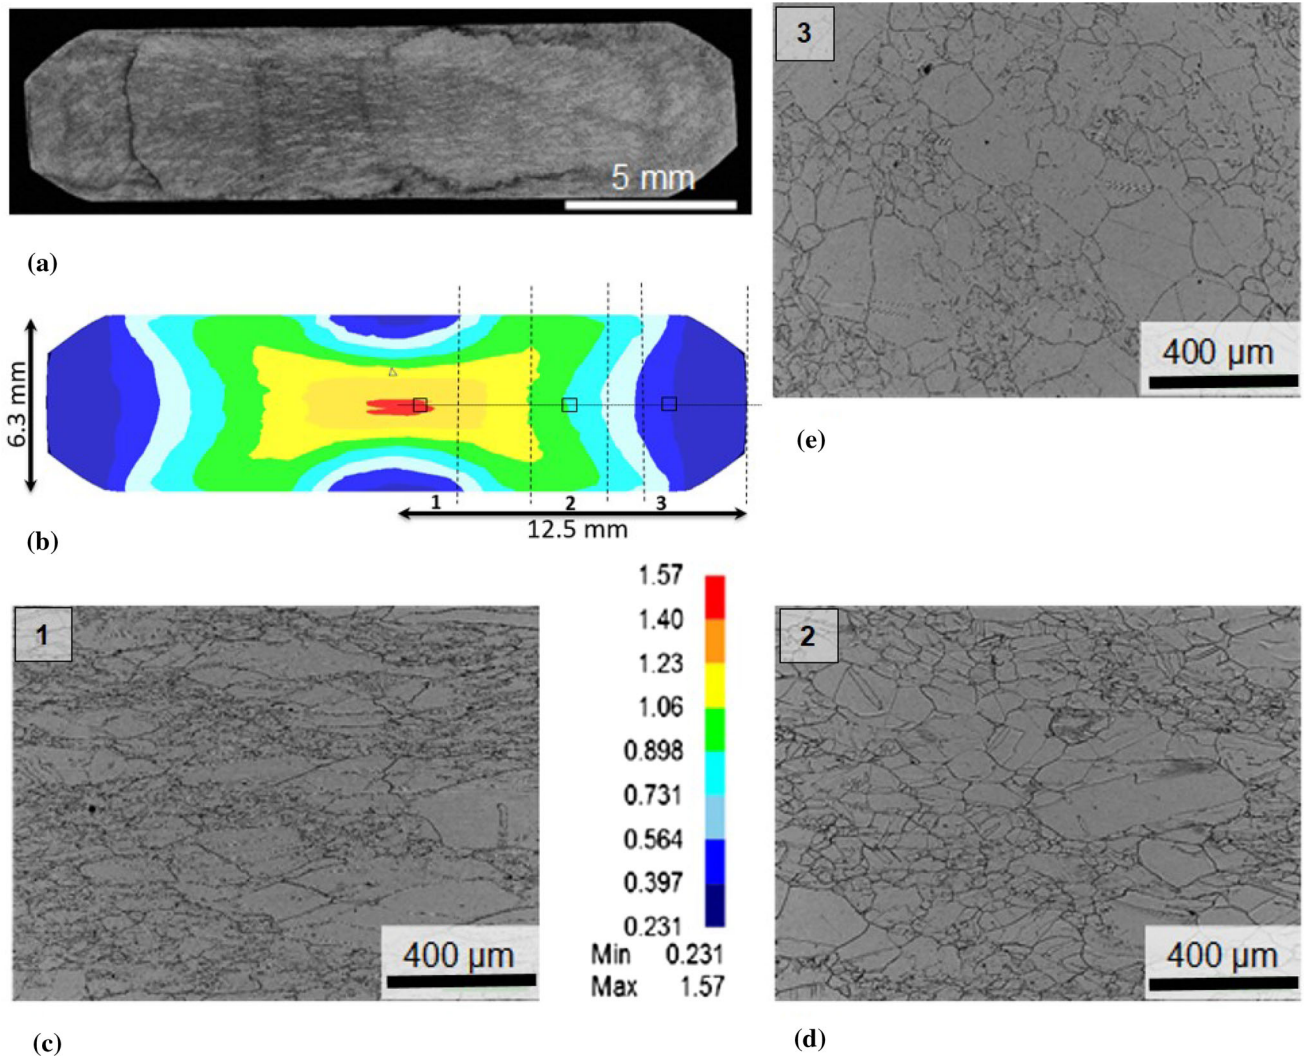 5 mm
(a)
3
400 µm
(e)
6.3 mm
1 2 3
12.5 mm
(b)
1
400 µm
(c)
1.57
1.40
1.23
1.06
0.898
0.731
0.564
0.397
0.231
Min 0.231
Max 1.57
2
400 µm
(d)